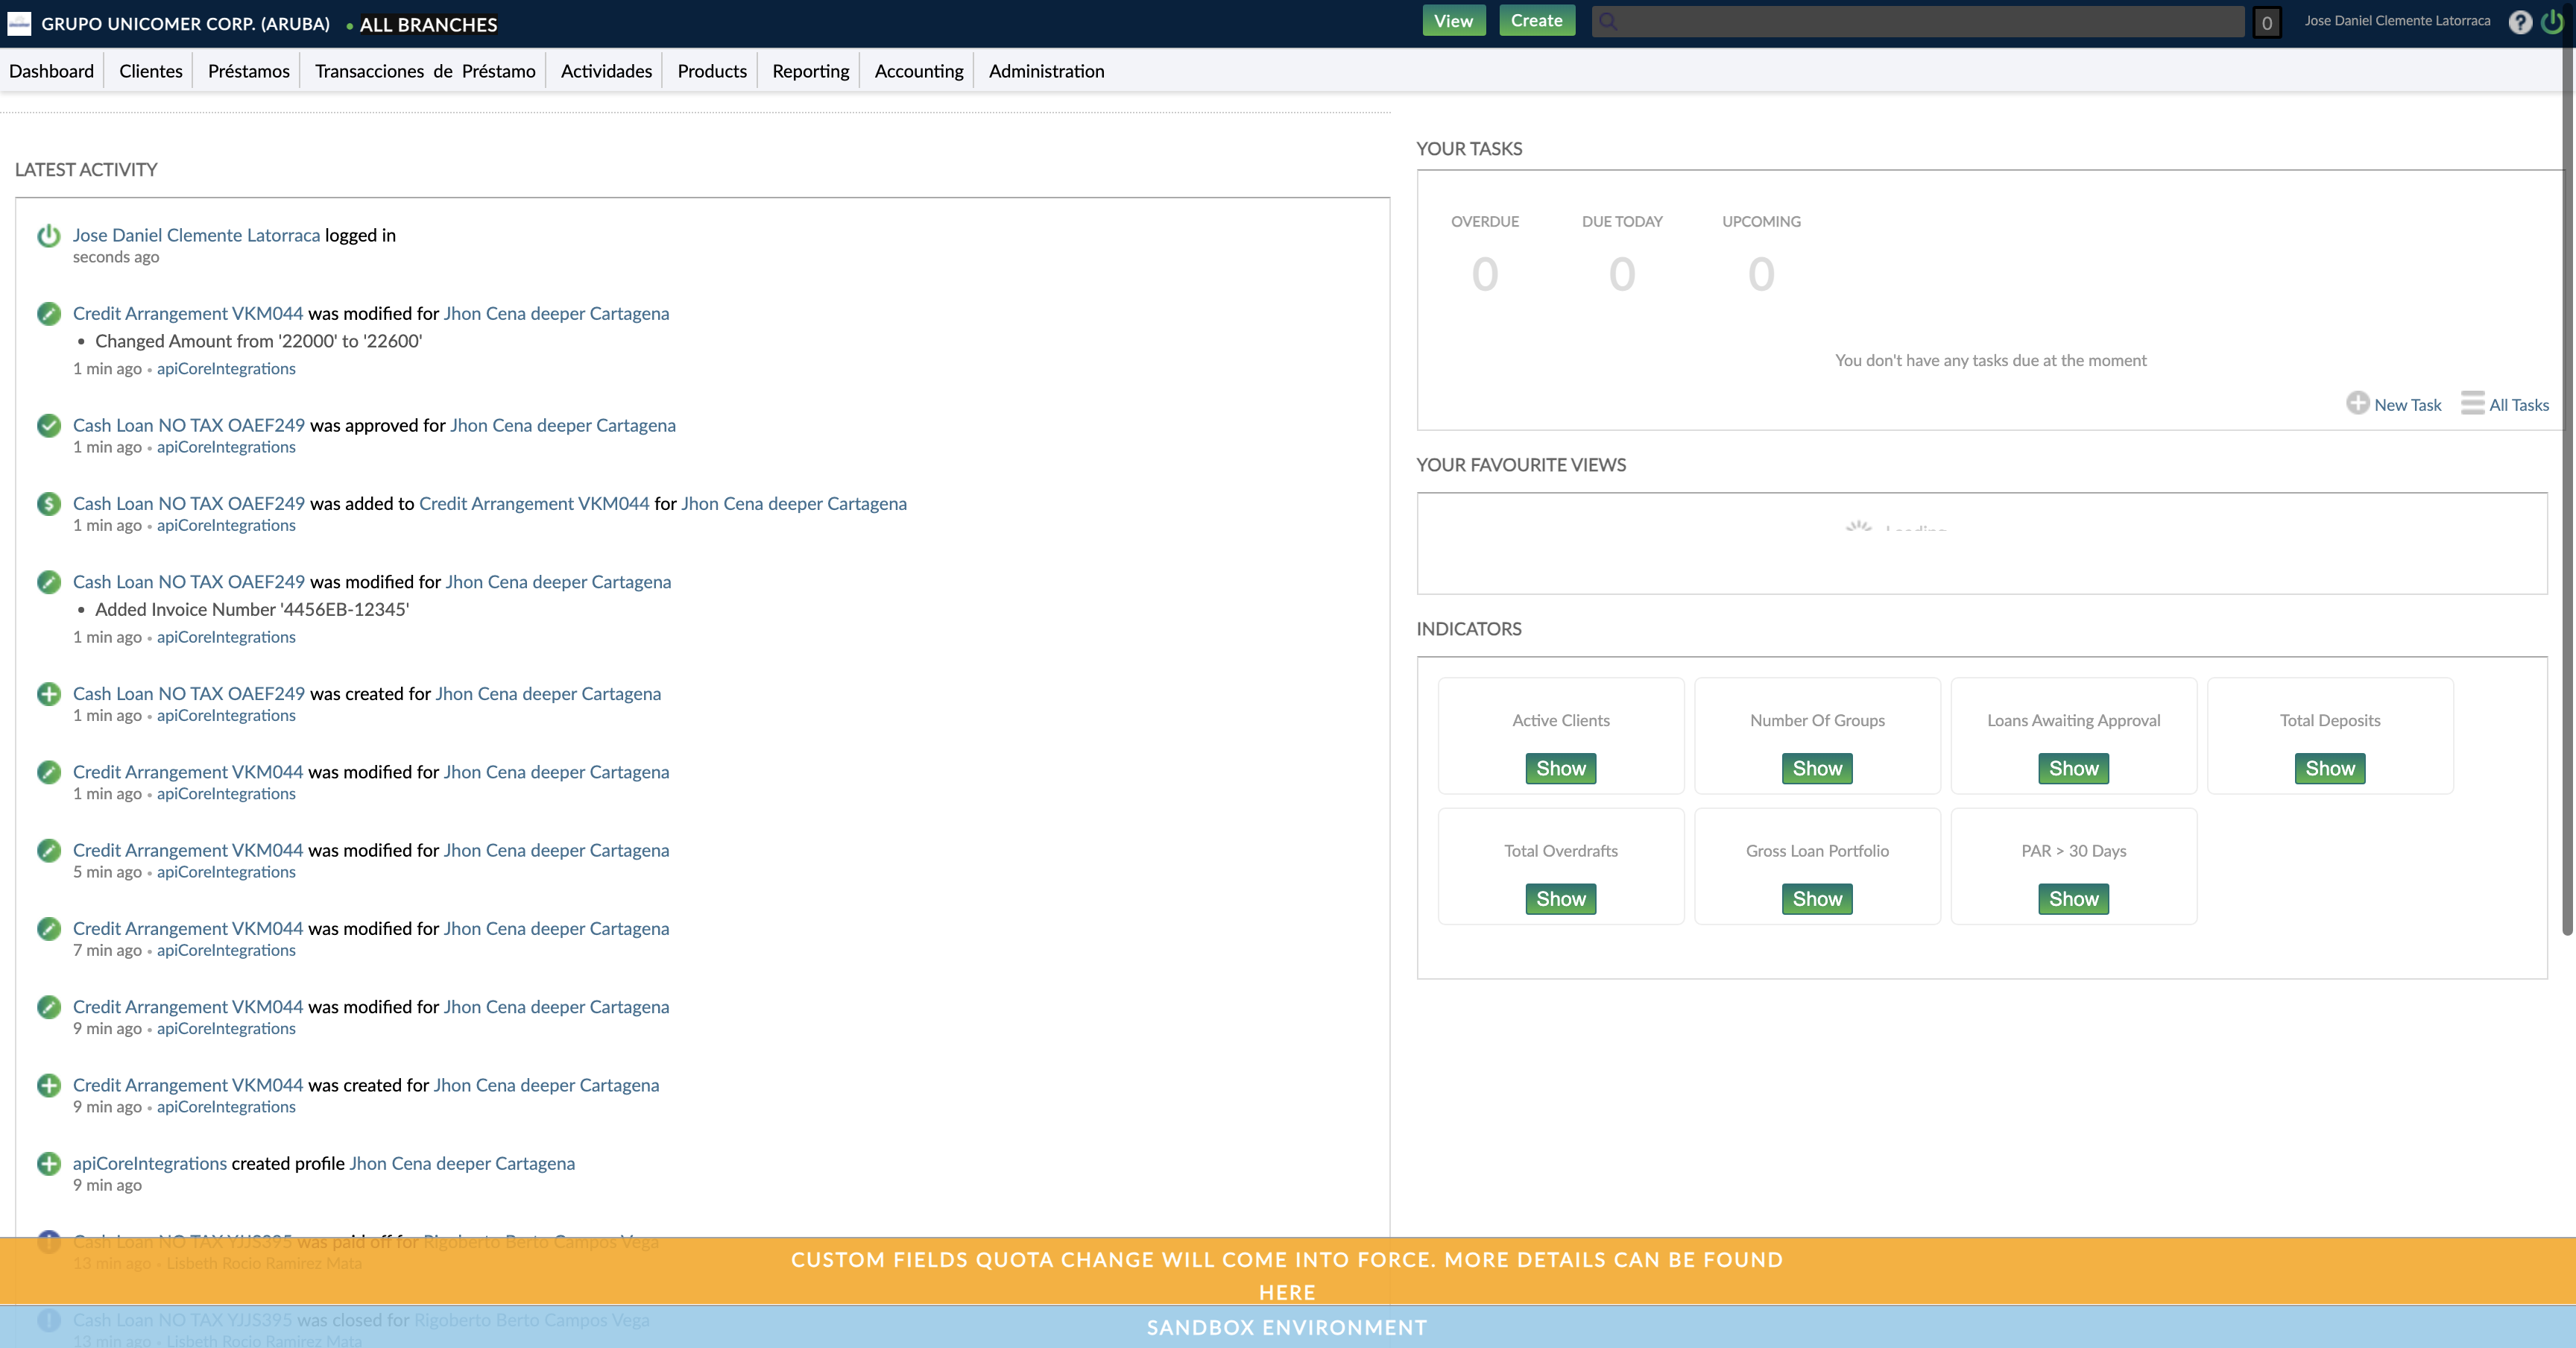 GRUPO UNICOMER CORP. (ARUBA) • ALL BRANCHES
View Create 0 Jose Daniel Clemente Latorraca ?
Dashboard Clientes Préstamos Transacciones de Préstamo Actividades Products Reporting Accounting Administration
LATEST ACTIVITY
Jose Daniel Clemente Latorraca logged in
seconds ago
Credit Arrangement VKM044 was modified for Jhon Cena deeper Cartagena
• Changed Amount from '22000' to '22600'
1 min ago • apiCoreIntegrations
Cash Loan NO TAX OAEF249 was approved for Jhon Cena deeper Cartagena
1 min ago • apiCoreIntegrations
Cash Loan NO TAX OAEF249 was added to Credit Arrangement VKM044 for Jhon Cena deeper Cartagena
1 min ago • apiCoreIntegrations
Cash Loan NO TAX OAEF249 was modified for Jhon Cena deeper Cartagena
• Added Invoice Number '4456EB-12345'
1 min ago • apiCoreIntegrations
Cash Loan NO TAX OAEF249 was created for Jhon Cena deeper Cartagena
1 min ago • apiCoreIntegrations
Credit Arrangement VKM044 was modified for Jhon Cena deeper Cartagena
1 min ago • apiCoreIntegrations
Credit Arrangement VKM044 was modified for Jhon Cena deeper Cartagena
5 min ago • apiCoreIntegrations
Credit Arrangement VKM044 was modified for Jhon Cena deeper Cartagena
7 min ago • apiCoreIntegrations
Credit Arrangement VKM044 was modified for Jhon Cena deeper Cartagena
9 min ago • apiCoreIntegrations
Credit Arrangement VKM044 was created for Jhon Cena deeper Cartagena
9 min ago • apiCoreIntegrations
apiCoreIntegrations created profile Jhon Cena deeper Cartagena
9 min ago
Cash Loan NO TAX YJJS395 was paid off for Rigoberto Berto Campos Vega
13 min ago • Lisbeth Rocio Ramirez Mata
Cash Loan NO TAX YJJS395 was closed for Rigoberto Berto Campos Vega
13 min ago • Lisbeth Rocio Ramirez Mata
YOUR TASKS
OVERDUE DUE TODAY UPCOMING
0 0 0
You don't have any tasks due at the moment
New Task All Tasks
YOUR FAVOURITE VIEWS
Loading
INDICATORS
Active Clients Number Of Groups Loans Awaiting Approval Total Deposits
Show Show Show Show
Total Overdrafts Gross Loan Portfolio PAR > 30 Days
Show Show Show
CUSTOM FIELDS QUOTA CHANGE WILL COME INTO FORCE. MORE DETAILS CAN BE FOUND
HERE
SANDBOX ENVIRONMENT